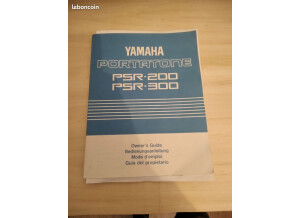 leboncoin
YAMAHA
PORTATONE
PSR-200
PSR-300
Owner's Guide
Bedienungsanleitung
Mode d'emploi
Guía del propietario